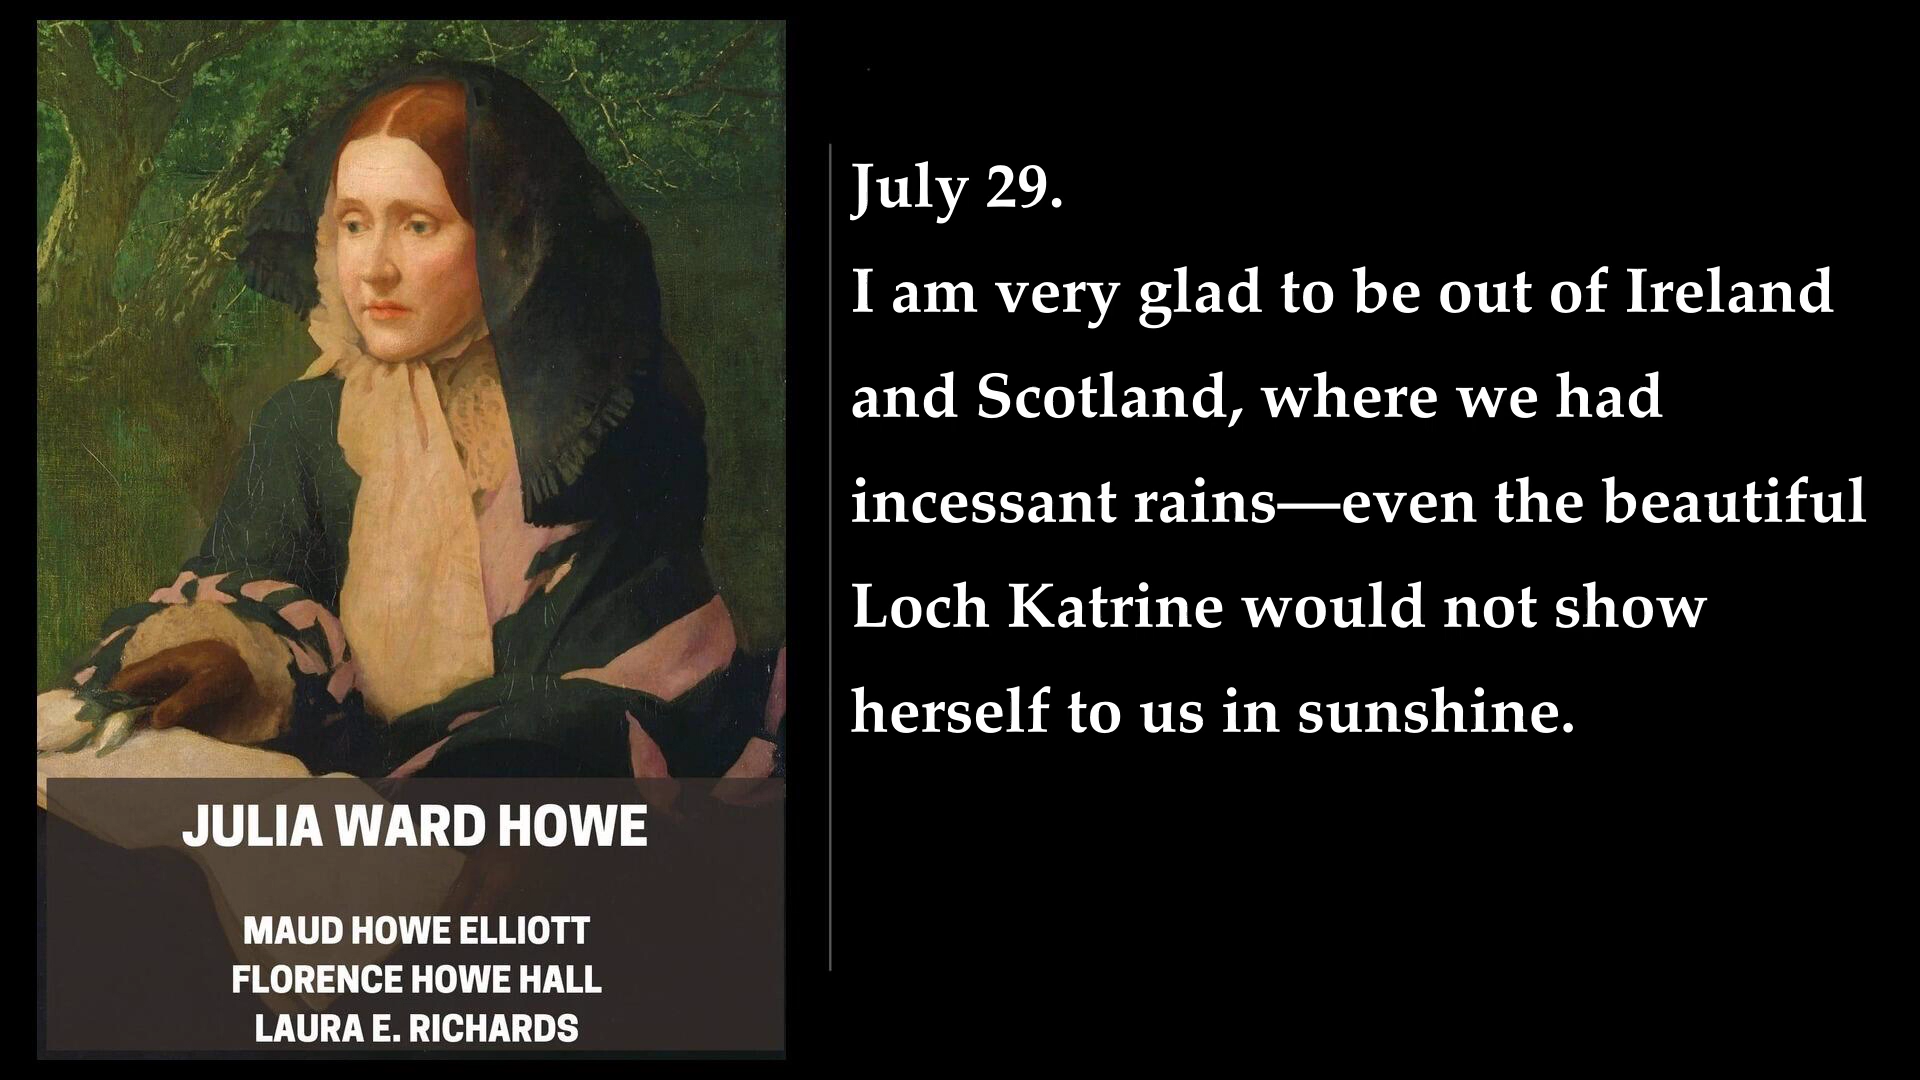 JULIA WARD HOWE
MAUD HOWE ELLIOTT
FLORENCE HOWE HALL
LAURA E. RICHARDS
July 29.
I am very glad to be out of Ireland
and Scotland, where we had
incessant rains—even the beautiful
Loch Katrine would not show
herself to us in sunshine.